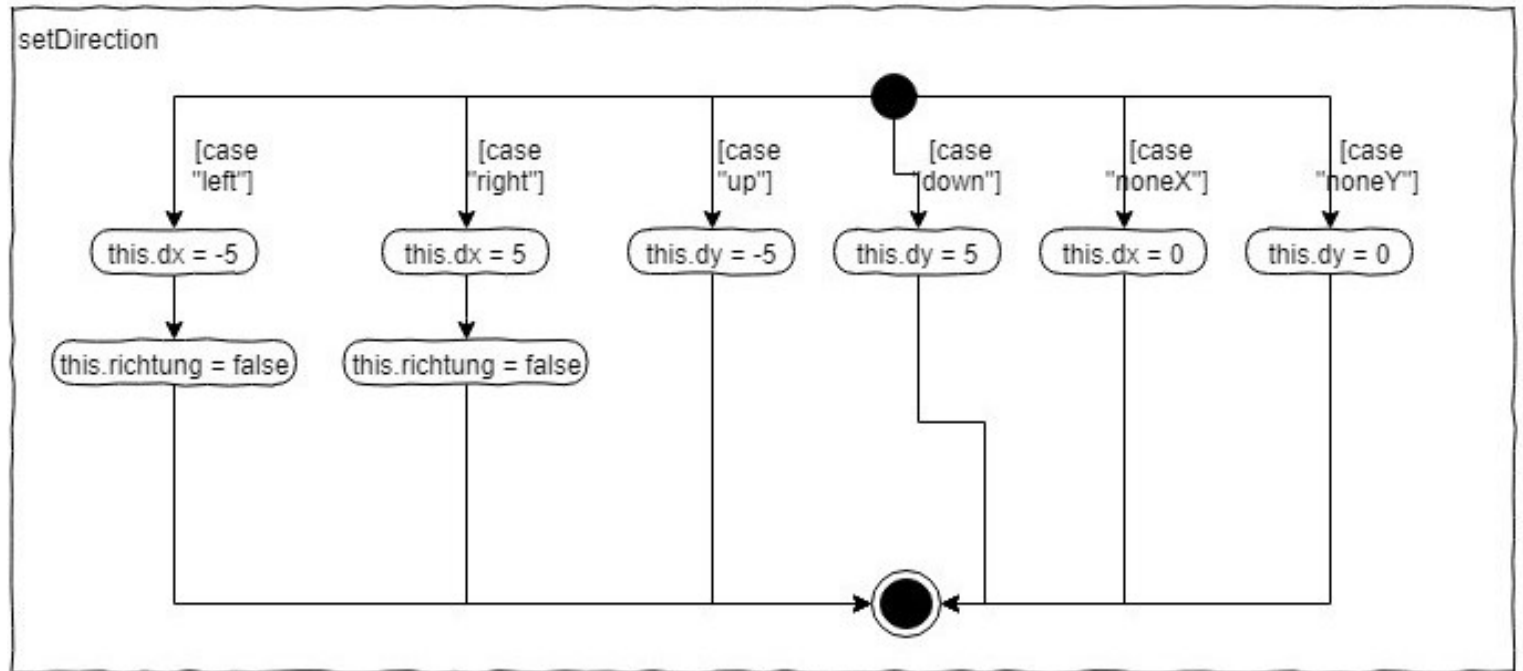 setDirection
[case
"left"]
[case
"right"]
[case
"up"]
[case
"down"]
[case
"noneX"]
[case
"noneY"]
this.dx = -5
this.dx = 5
this.dy = -5
this.dy = 5
this.dx = 0
this.dy = 0
this.richtung = false
this.richtung = false